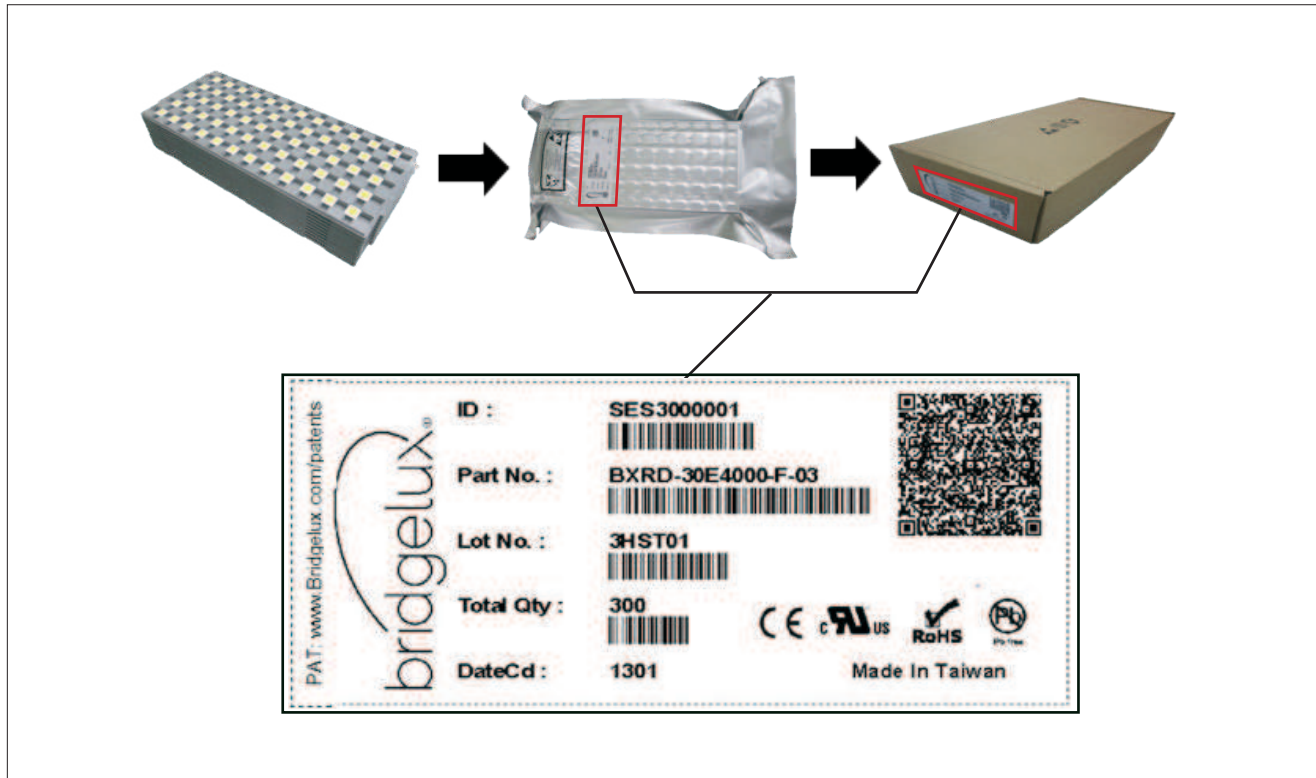 PAT: www.Bridgelux.com/patents
bridgelux®
ID : SES3000001
Part No. : BXRD-30E4000-F-03
Lot No. : 3HST01
Total Qty : 300
DateCd : 1301
CE c RU US RoHS Pb
Made In Taiwan